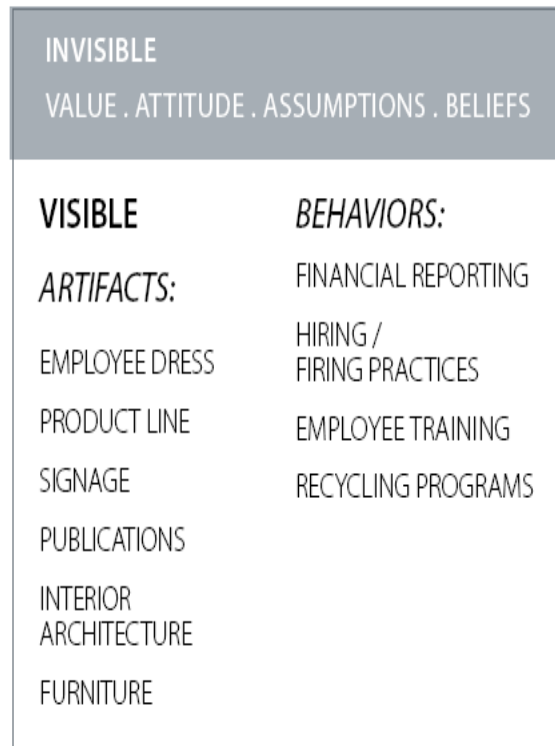 INVISIBLE
VALUE . ATTITUDE . ASSUMPTIONS . BELIEFS
VISIBLE
ARTIFACTS:
EMPLOYEE DRESS
PRODUCT LINE
SIGNAGE
PUBLICATIONS
INTERIOR
ARCHITECTURE
FURNITURE
BEHAVIORS:
FINANCIAL REPORTING
HIRING /
FIRING PRACTICES
EMPLOYEE TRAINING
RECYCLING PROGRAMS